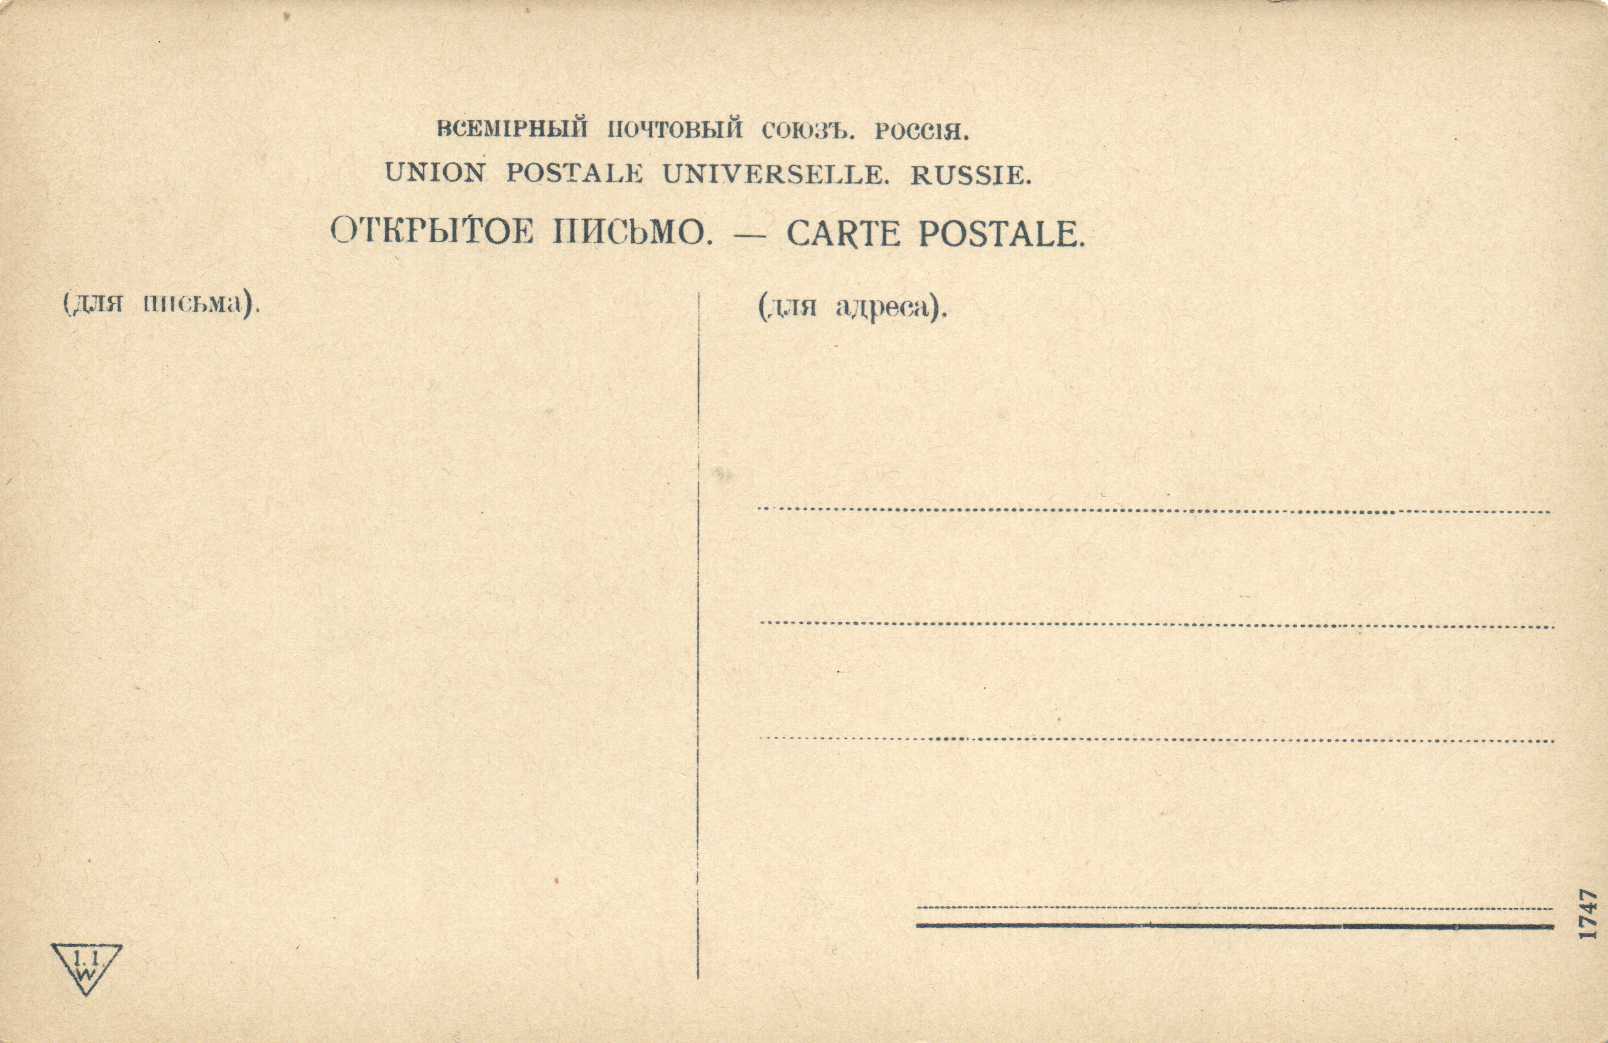 ВСЕМІРНЫЙ ПОЧТОВЫЙ СОЮЗЪ. РОССІЯ.
UNION POSTALE UNIVERSELLE. RUSSIE.
ОТКРЫТОЕ ПИСЬМО. — CARTE POSTALE.
(для письма).
(для адреса).
1747
I. I.
W